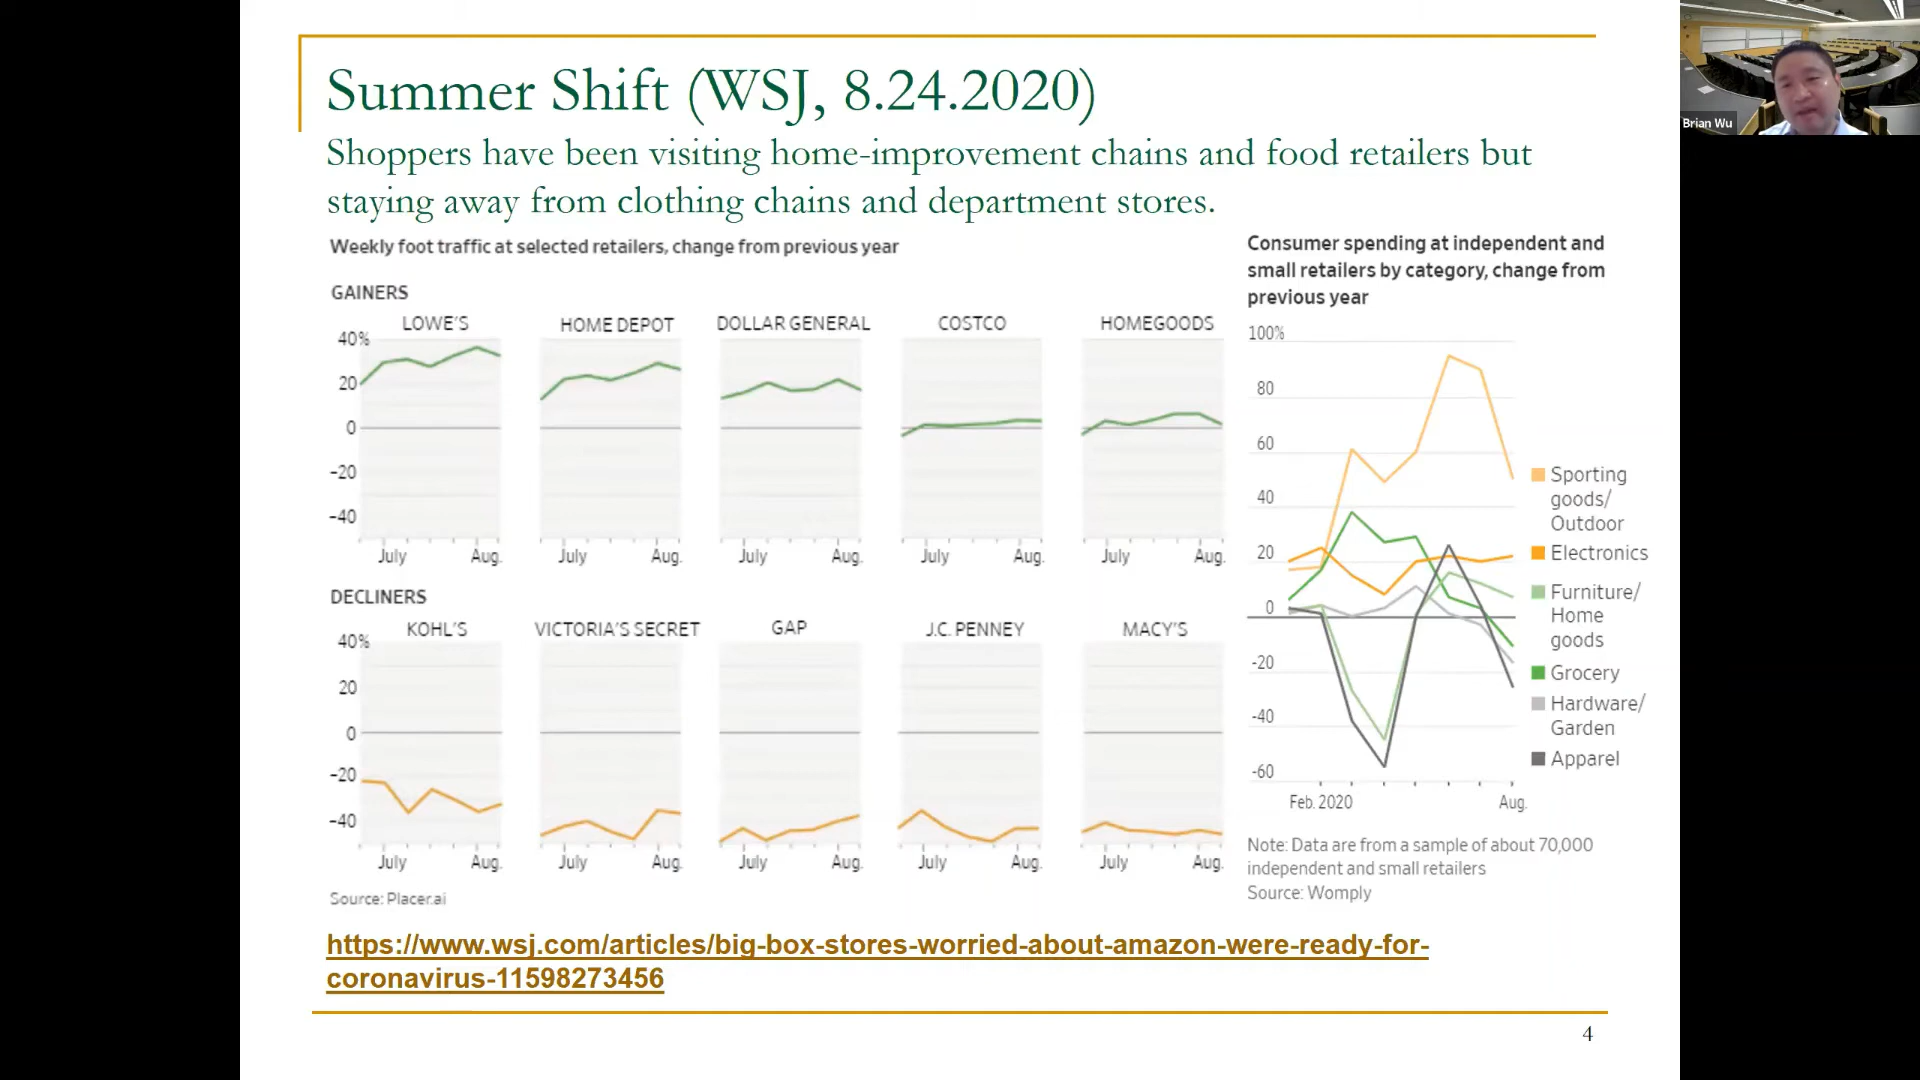 Summer Shift (WSJ, 8.24.2020)
Shoppers have been visiting home-improvement chains and food retailers but
staying away from clothing chains and department stores.
Weekly foot traffic at selected retailers, change from previous year
GAINERS
LOWE'S
HOME DEPOT
DOLLAR GENERAL
COSTCO
HOMEGOODS
40%
20
0
-20
-40
July Aug.
July Aug.
July Aug.
July Aug.
July Aug.
DECLINERS
KOHL'S
VICTORIA'S SECRET
GAP
J.C. PENNEY
MACY'S
40%
20
0
-20
-40
July Aug.
July Aug.
July Aug.
July Aug.
July Aug.
Source: Placer.ai
Consumer spending at independent and
small retailers by category, change from
previous year
100%
80
60
40
20
0
-20
-40
-60
Feb. 2020 Aug.
Sporting
goods/
Outdoor
Electronics
Furniture/
Home
goods
Grocery
Hardware/
Garden
Apparel
Note: Data are from a sample of about 70,000
independent and small retailers
Source: Womply
https://www.wsj.com/articles/big-box-stores-worried-about-amazon-were-ready-for-
coronavirus-11598273456
4
Brian Wu